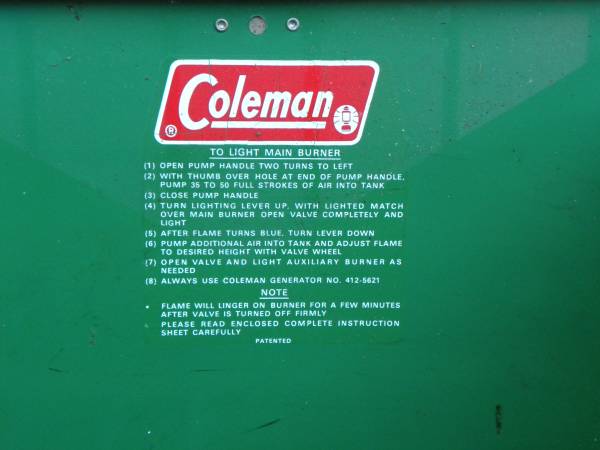 Coleman
®
TO LIGHT MAIN BURNER
(1) OPEN PUMP HANDLE TWO TURNS TO LEFT
(2) WITH THUMB OVER HOLE AT END OF PUMP HANDLE,
PUMP 35 TO 50 FULL STROKES OF AIR INTO TANK
(3) CLOSE PUMP HANDLE
(4) TURN LIGHTING LEVER UP, WITH LIGHTED MATCH
OVER MAIN BURNER OPEN VALVE COMPLETELY AND
LIGHT
(5) AFTER FLAME TURNS BLUE, TURN LEVER DOWN
(6) PUMP ADDITIONAL AIR INTO TANK AND ADJUST FLAME
TO DESIRED HEIGHT WITH VALVE WHEEL
(7) OPEN VALVE AND LIGHT AUXILIARY BURNER AS
NEEDED
(8) ALWAYS USE COLEMAN GENERATOR NO. 412-5621
NOTE
• FLAME WILL LINGER ON BURNER FOR A FEW MINUTES
AFTER VALVE IS TURNED OFF FIRMLY
PLEASE READ ENCLOSED COMPLETE INSTRUCTION
SHEET CAREFULLY
PATENTED